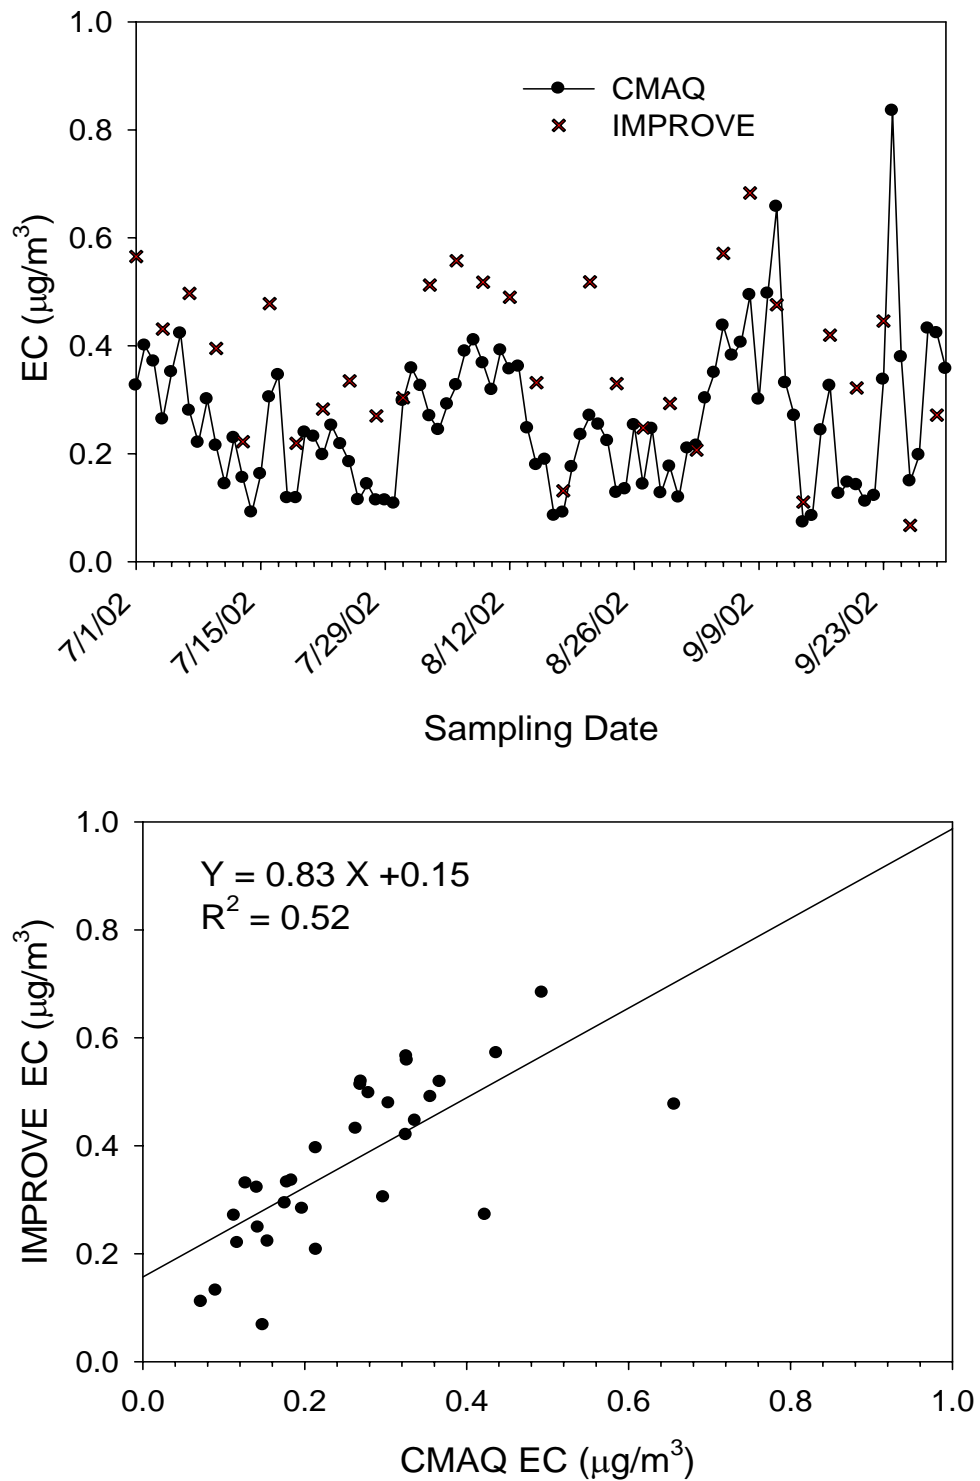 1.0
CMAQ
IMPROVE
0.8
0.6
EC (μg/m³)
0.4
0.2
0.0
7/1/02
7/15/02
7/29/02
8/12/02
8/26/02
9/9/02
9/23/02
Sampling Date
1.0
Y = 0.83 X +0.15
R² = 0.52
0.8
0.6
IMPROVE EC (μg/m³)
0.4
0.2
0.0
0.0 0.2 0.4 0.6 0.8 1.0
CMAQ EC (μg/m³)